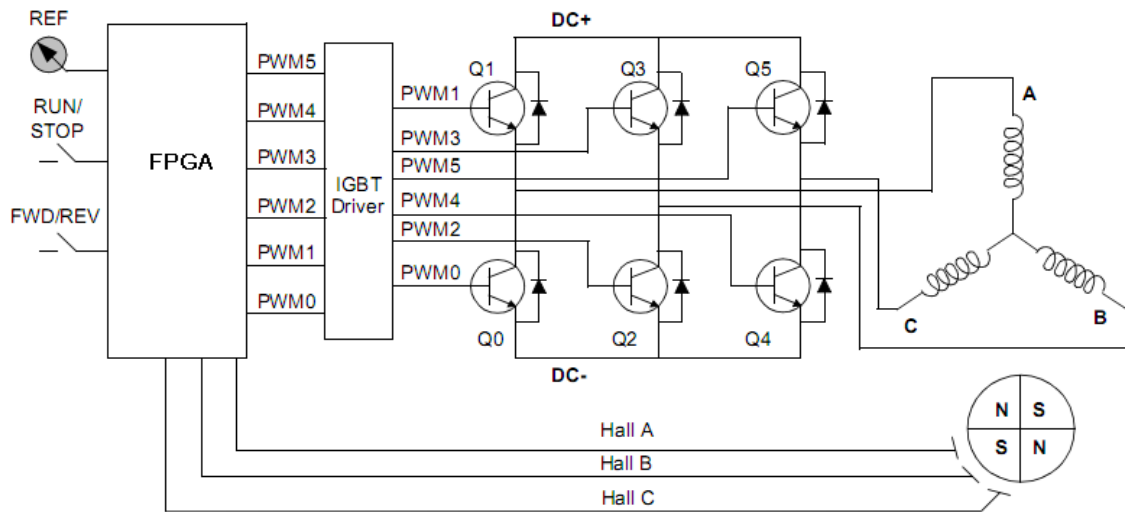 REF
RUN/
STOP
FWD/REV
FPGA
PWM5
PWM4
PWM3
PWM2
PWM1
PWM0
IGBT
Driver
PWM1
PWM3
PWM5
PWM4
PWM2
PWM0
DC+
Q1
Q3
Q5
Q0
Q2
Q4
DC-
A
C
B
N S
S N
Hall A
Hall B
Hall C